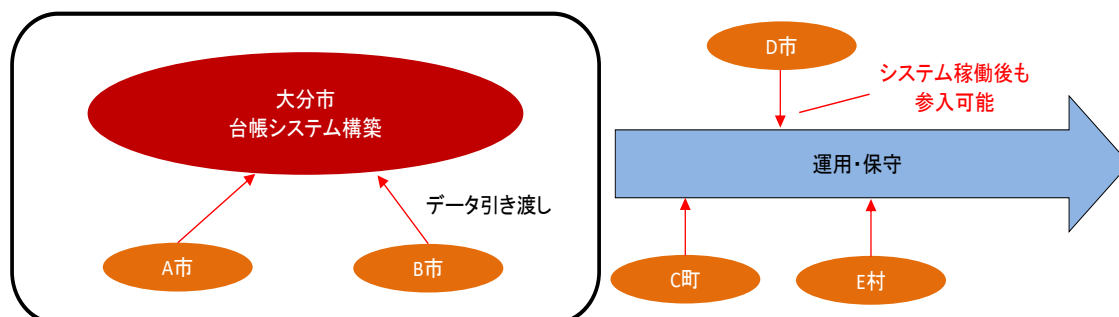 大分市
台帳システム構築
データ引き渡し
A市
B市
D市
システム稼働後も
参入可能
運用・保守
C町
E村